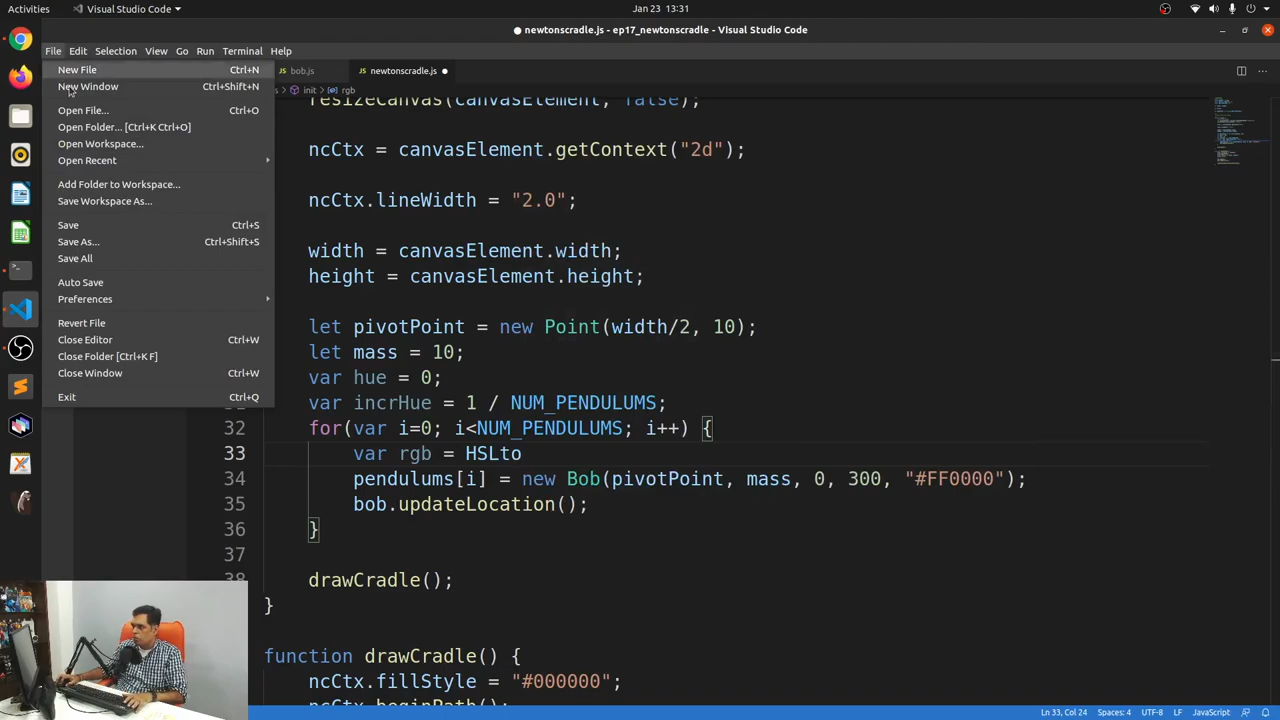 Activities
Visual Studio Code
Jan 23 13:31
newtonscradle.js - ep17_newtonscradle - Visual Studio Code
File Edit Selection View Go Run Terminal Help
New File Ctrl+N
New Window Ctrl+Shift+N
Open File... Ctrl+O
Open Folder... [Ctrl+K Ctrl+O]
Open Workspace...
Open Recent
Add Folder to Workspace...
Save Workspace As...
Save Ctrl+S
Save As... Ctrl+Shift+S
Save All
Auto Save
Preferences
Revert File
Close Editor Ctrl+W
Close Folder [Ctrl+K F]
Close Window Ctrl+W
Exit Ctrl+Q
JS bob.js
JS newtonscradle.js
init rgb
resizeCanvas(canvasElement, false);
ncCtx = canvasElement.getContext("2d");
ncCtx.lineWidth = "2.0";
width = canvasElement.width;
height = canvasElement.height;
let pivotPoint = new Point(width/2, 10);
let mass = 10;
var hue = 0;
var incrHue = 1 / NUM_PENDULUMS;
32 for(var i=0; i<NUM_PENDULUMS; i++) {
33 var rgb = HSLto
34 pendulums[i] = new Bob(pivotPoint, mass, 0, 300, "#FF0000");
35 bob.updateLocation();
36 }
37
38 drawCradle();
}
function drawCradle() {
ncCtx.fillStyle = "#000000";
ncCtx.beginPath();
Ln 33, Col 24 Spaces: 4 UTF-8 LF JavaScript